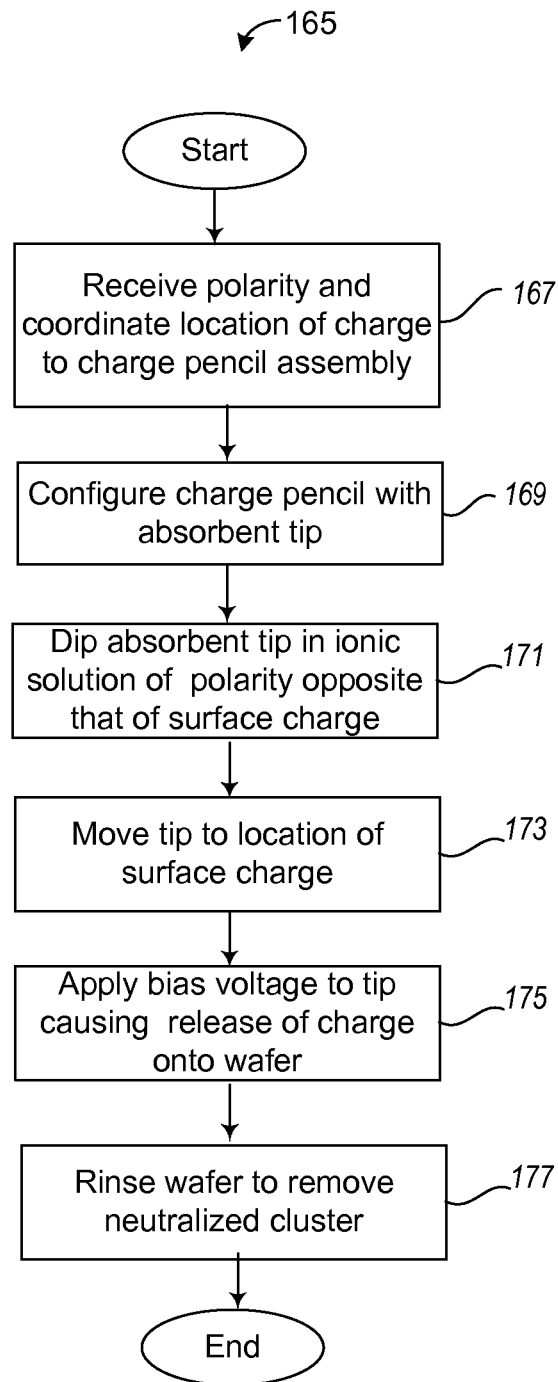 165
Start
Receive polarity and
coordinate location of charge
to charge pencil assembly
167
Configure charge pencil with
absorbent tip
169
Dip absorbent tip in ionic
solution of polarity opposite
that of surface charge
171
Move tip to location of
surface charge
173
Apply bias voltage to tip
causing release of charge
onto wafer
175
Rinse wafer to remove
neutralized cluster
177
End